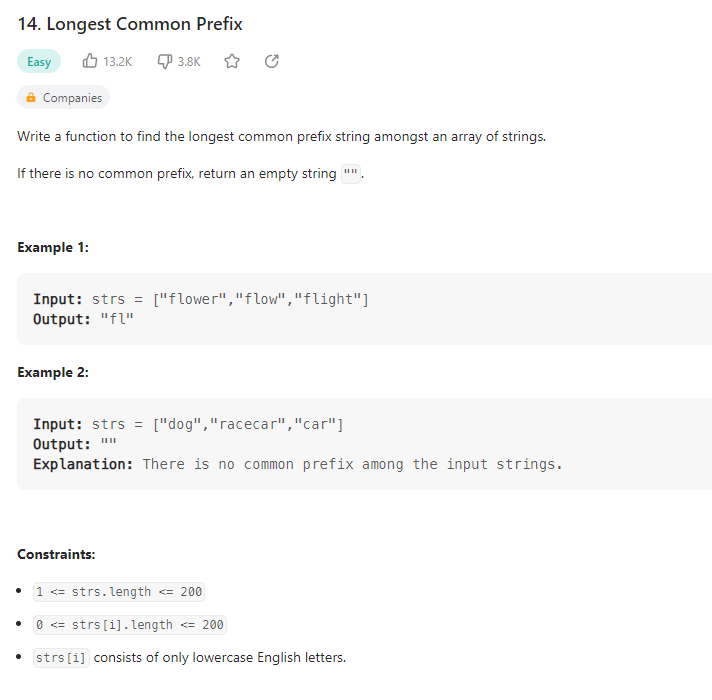 14. Longest Common Prefix
Easy 13.2K 3.8K
Companies
Write a function to find the longest common prefix string amongst an array of strings.
If there is no common prefix, return an empty string "".
Example 1:
Input: strs = ["flower","flow","flight"]
Output: "fl"
Example 2:
Input: strs = ["dog","racecar","car"]
Output: ""
Explanation: There is no common prefix among the input strings.
Constraints:
• 1 <= strs.length <= 200
• 0 <= strs[i].length <= 200
• strs[i] consists of only lowercase English letters.